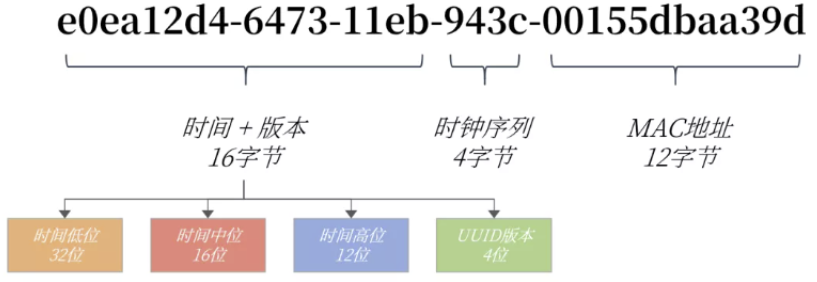 e0ea12d4-6473-11eb-943c-00155dbaa39d
时间 + 版本
16字节
时钟序列
4字节
MAC地址
12字节
时间低位
32位
时间中位
16位
时间高位
12位
UUID版本
4位